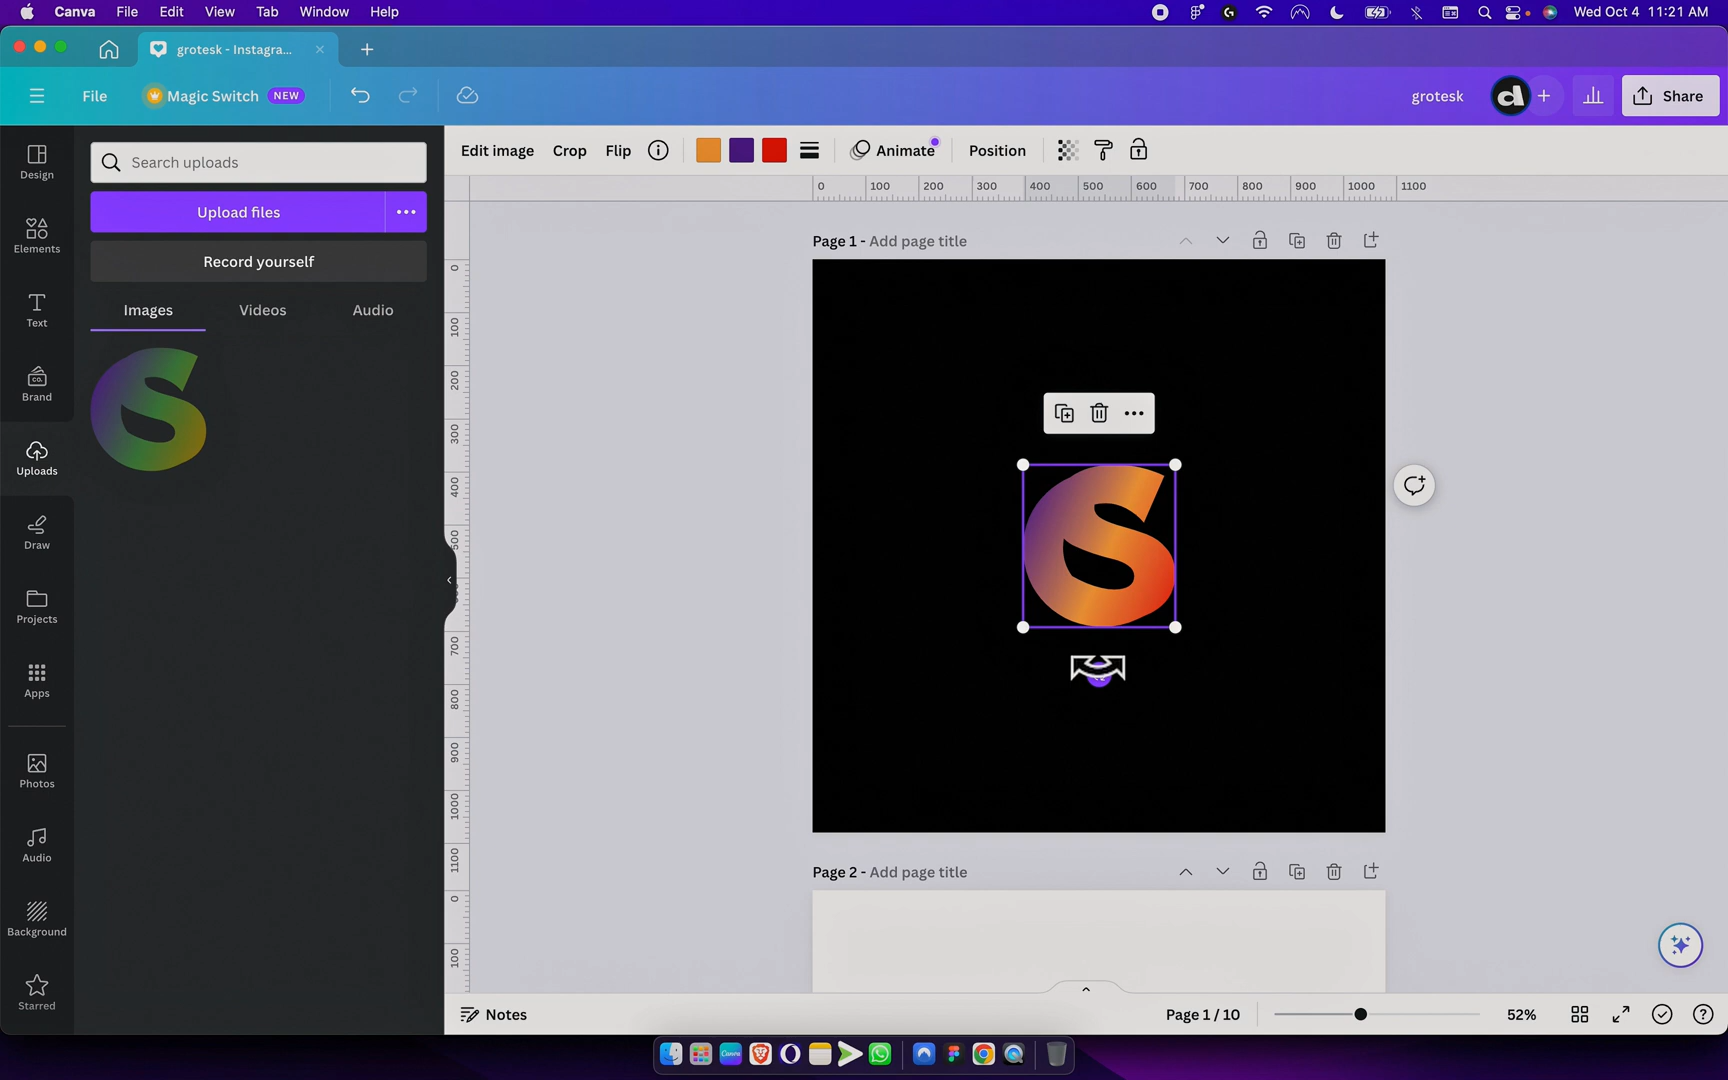 Canva File Edit View Tab Window Help
Wed Oct 4 11:21 AM
grotesk - Instagra...
File Magic Switch NEW
grotesk
d
Share
Design
Elements
Text
Brand
CO.
Uploads
Draw
Projects
Apps
Photos
Audio
Background
Starred
Search uploads
Upload files
Record yourself
Images Videos Audio
S
Edit image Crop Flip Animate Position
0 100 200 300 400 500 600 700 800 900 1000 1100
0
100
200
300
400
500
700
800
900
1000
1100
0
100
Page 1 - Add page title
S
Page 2 - Add page title
Notes
Page 1 / 10
52%
Canva